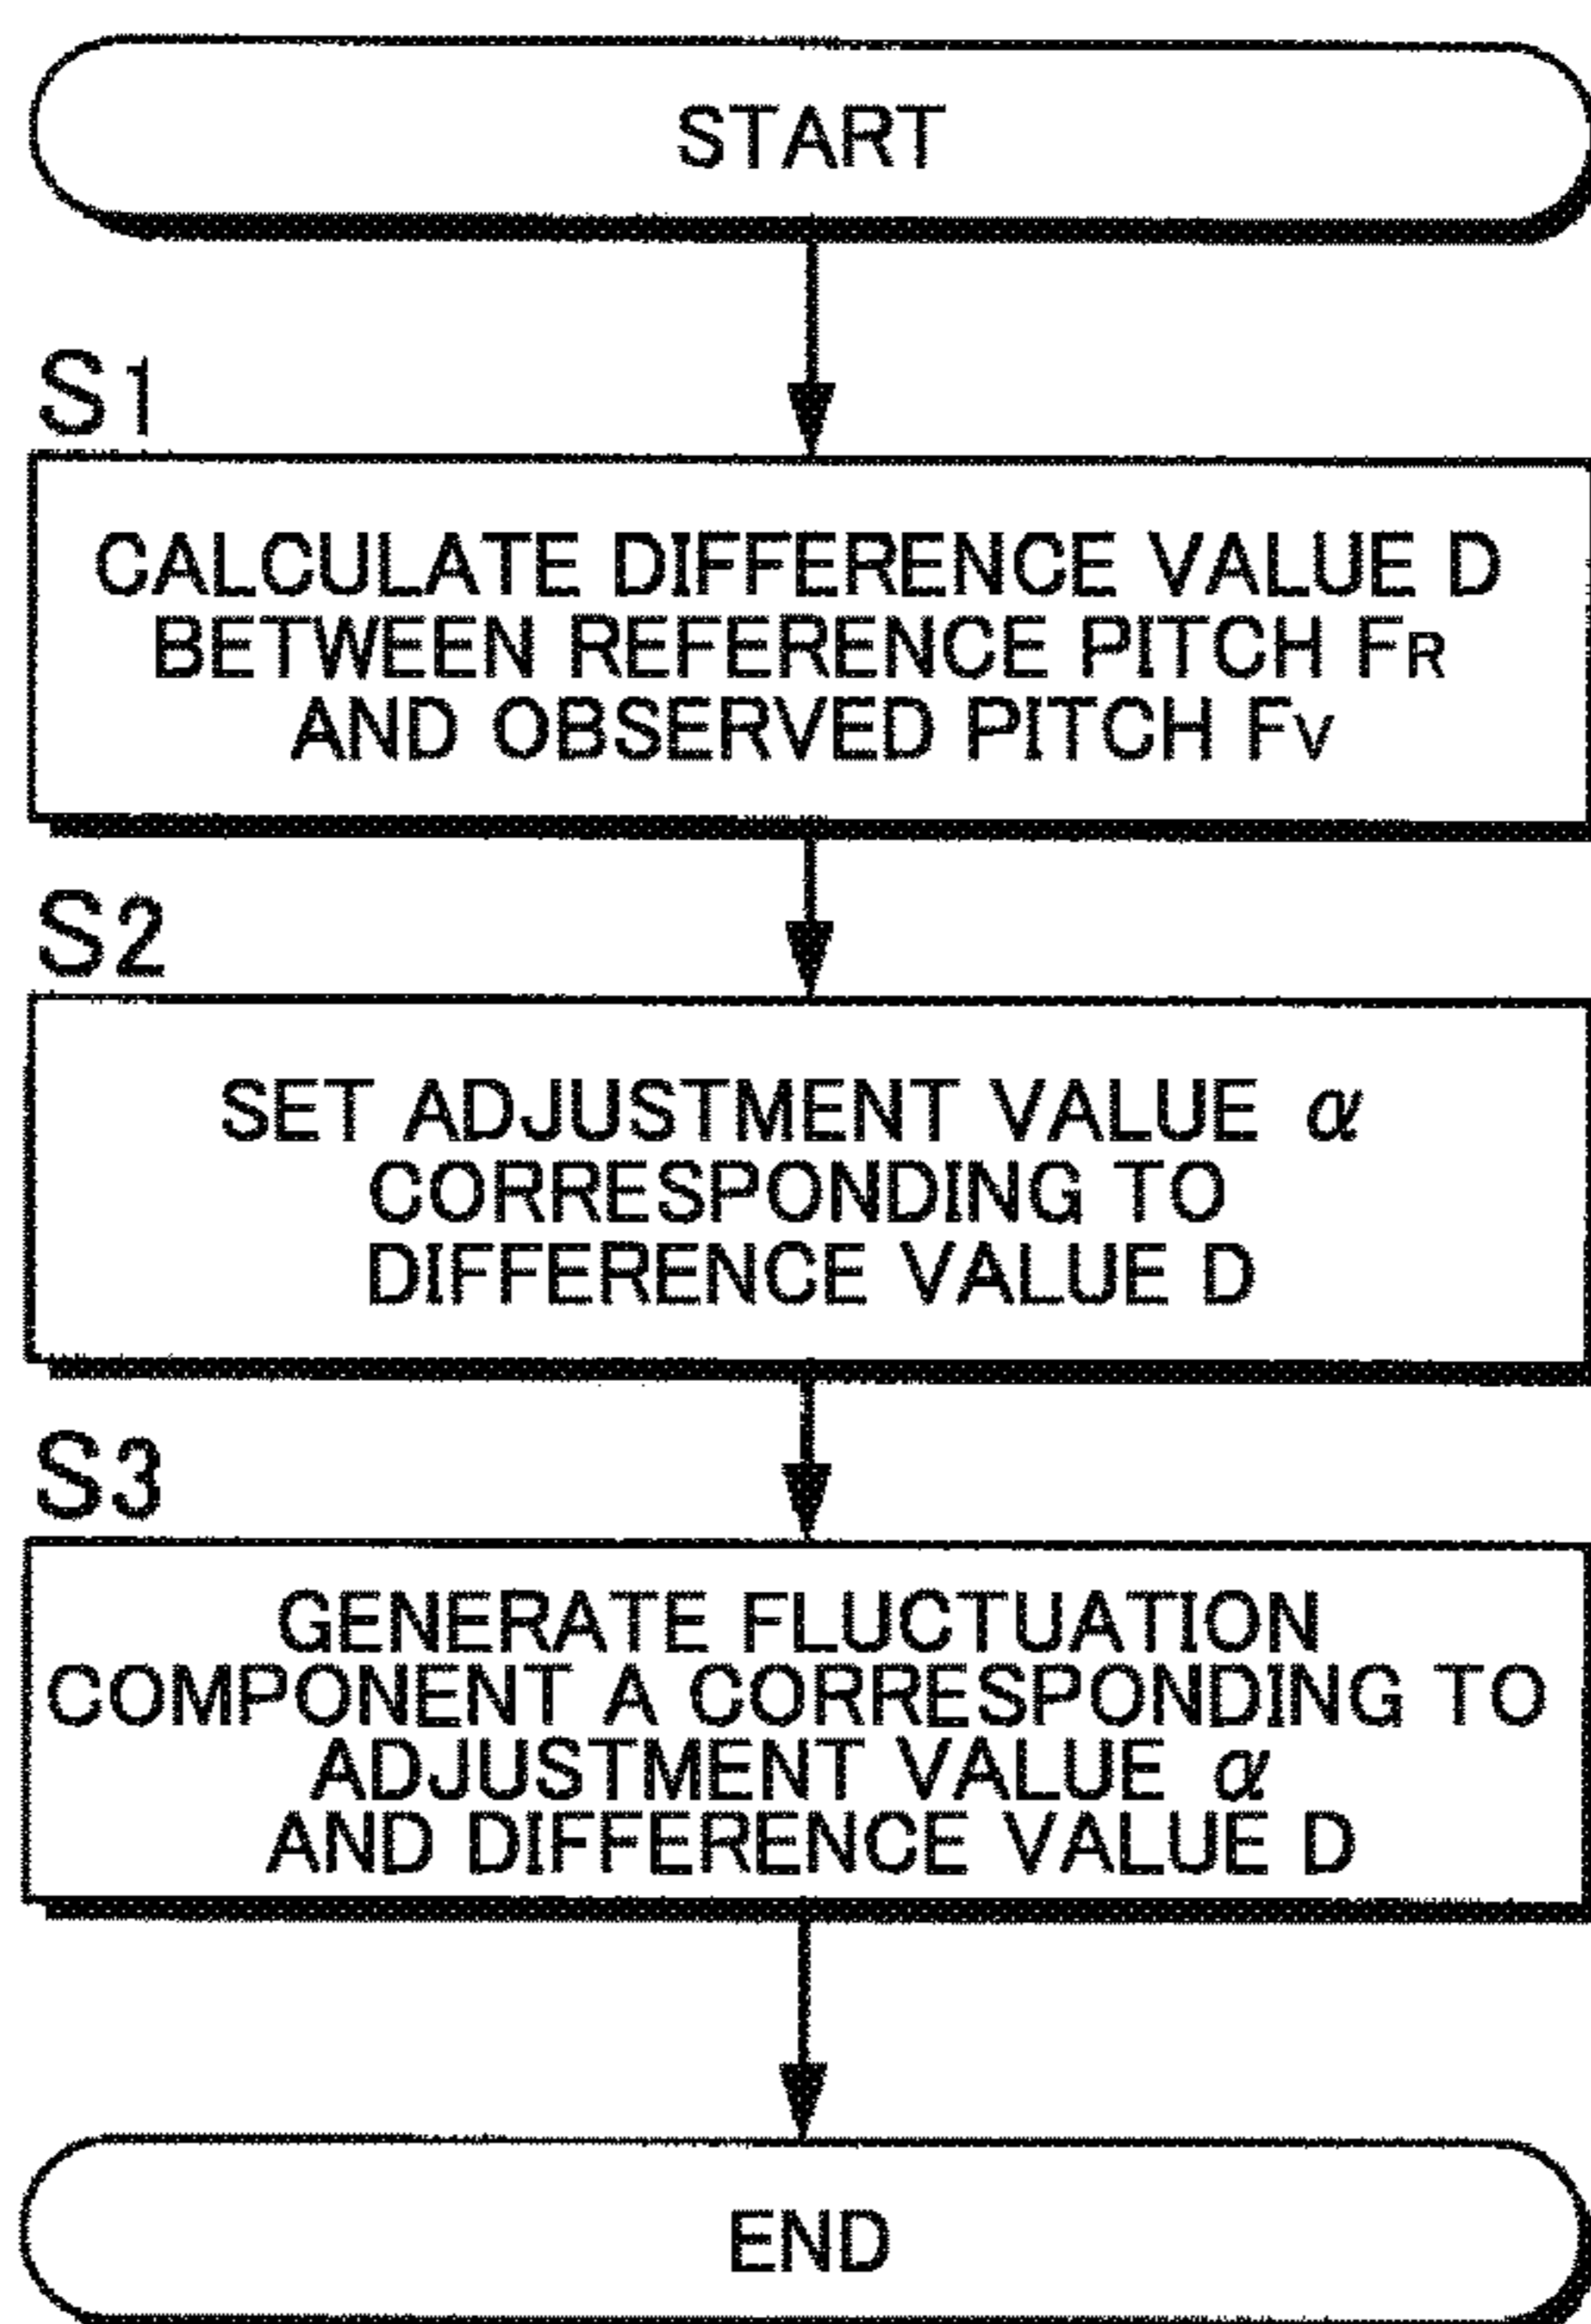 START
S1
CALCULATE DIFFERENCE VALUE D
BETWEEN REFERENCE PITCH FR
AND OBSERVED PITCH FV
S2
SET ADJUSTMENT VALUE α
CORRESPONDING TO
DIFFERENCE VALUE D
S3
GENERATE FLUCTUATION
COMPONENT A CORRESPONDING TO
ADJUSTMENT VALUE α
AND DIFFERENCE VALUE D
END